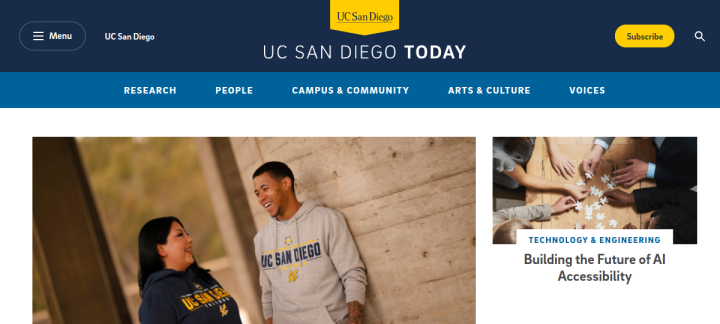 UC San Diego
Menu
UC San Diego
UC SAN DIEGO TODAY
Subscribe
RESEARCH
PEOPLE
CAMPUS & COMMUNITY
ARTS & CULTURE
VOICES
UC SAN DIEGO
UC SAN DIEGO
TECHNOLOGY & ENGINEERING
Building the Future of AI
Accessibility